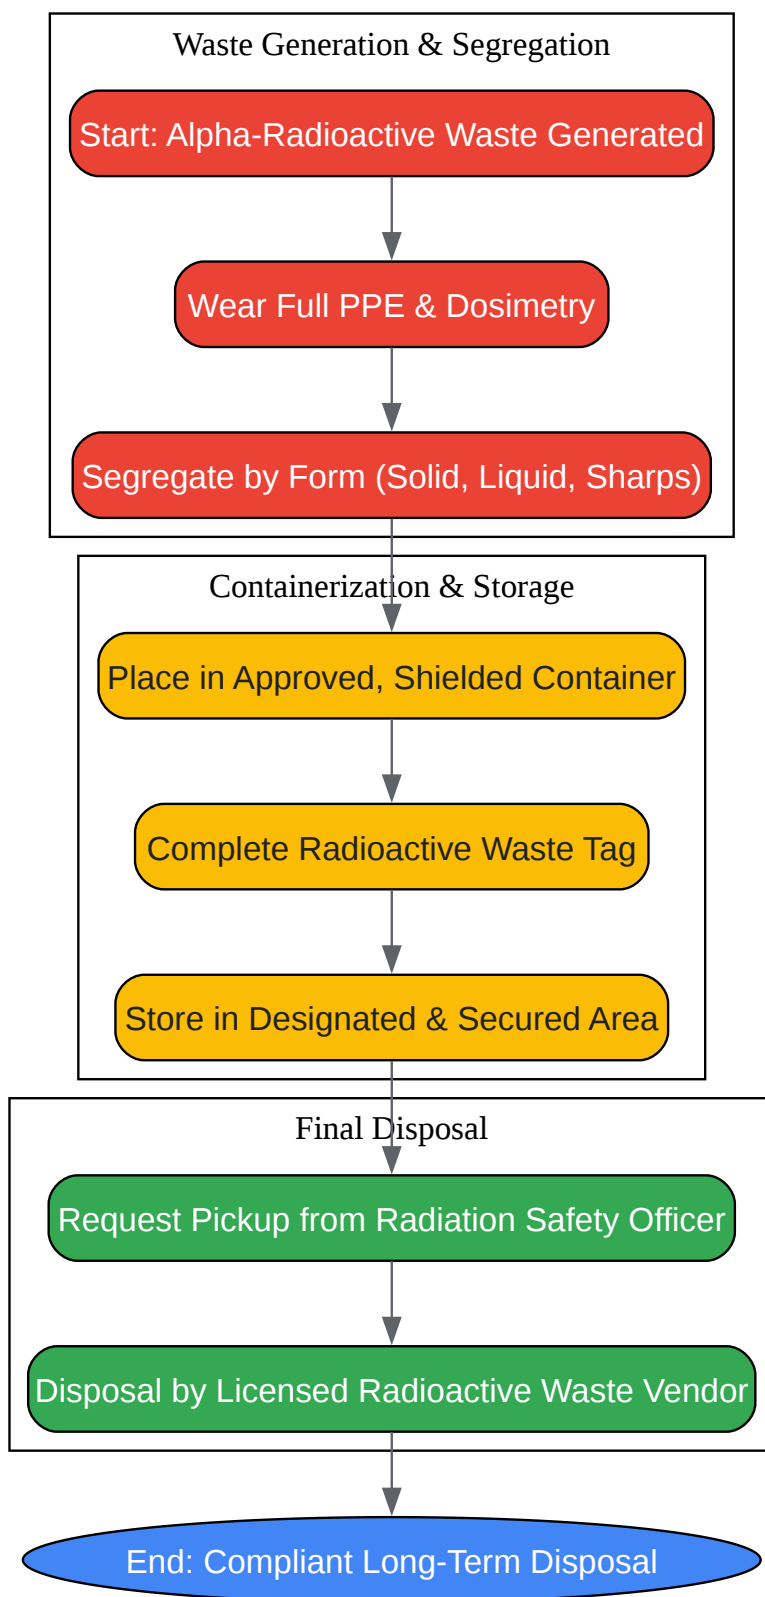 Waste Generation & Segregation
Start: Alpha-Radioactive Waste Generated
Wear Full PPE & Dosimetry
Segregate by Form (Solid, Liquid, Sharps)
Containerization & Storage
Place in Approved, Shielded Container
Complete Radioactive Waste Tag
Store in Designated & Secured Area
Final Disposal
Request Pickup from Radiation Safety Officer
Disposal by Licensed Radioactive Waste Vendor
End: Compliant Long-Term Disposal